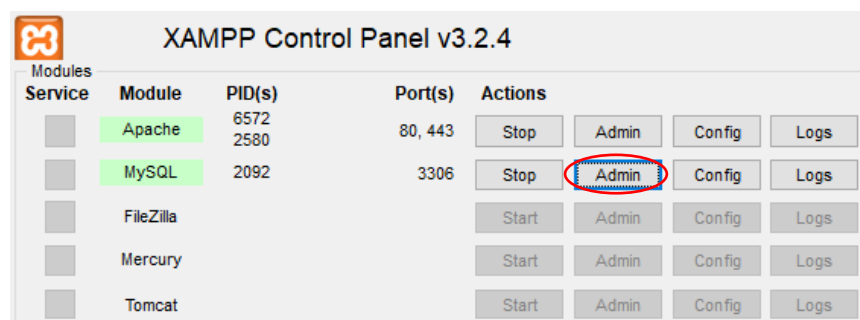 XAMPP Control Panel v3.2.4
Modules
Service Module PID(s) Port(s) Actions
Apache 6572 2580 80, 443 Stop Admin Config Logs
MySQL 2092 3306 Stop Admin Config Logs
FileZilla Start Admin Config Logs
Mercury Start Admin Config Logs
Tomcat Start Admin Config Logs